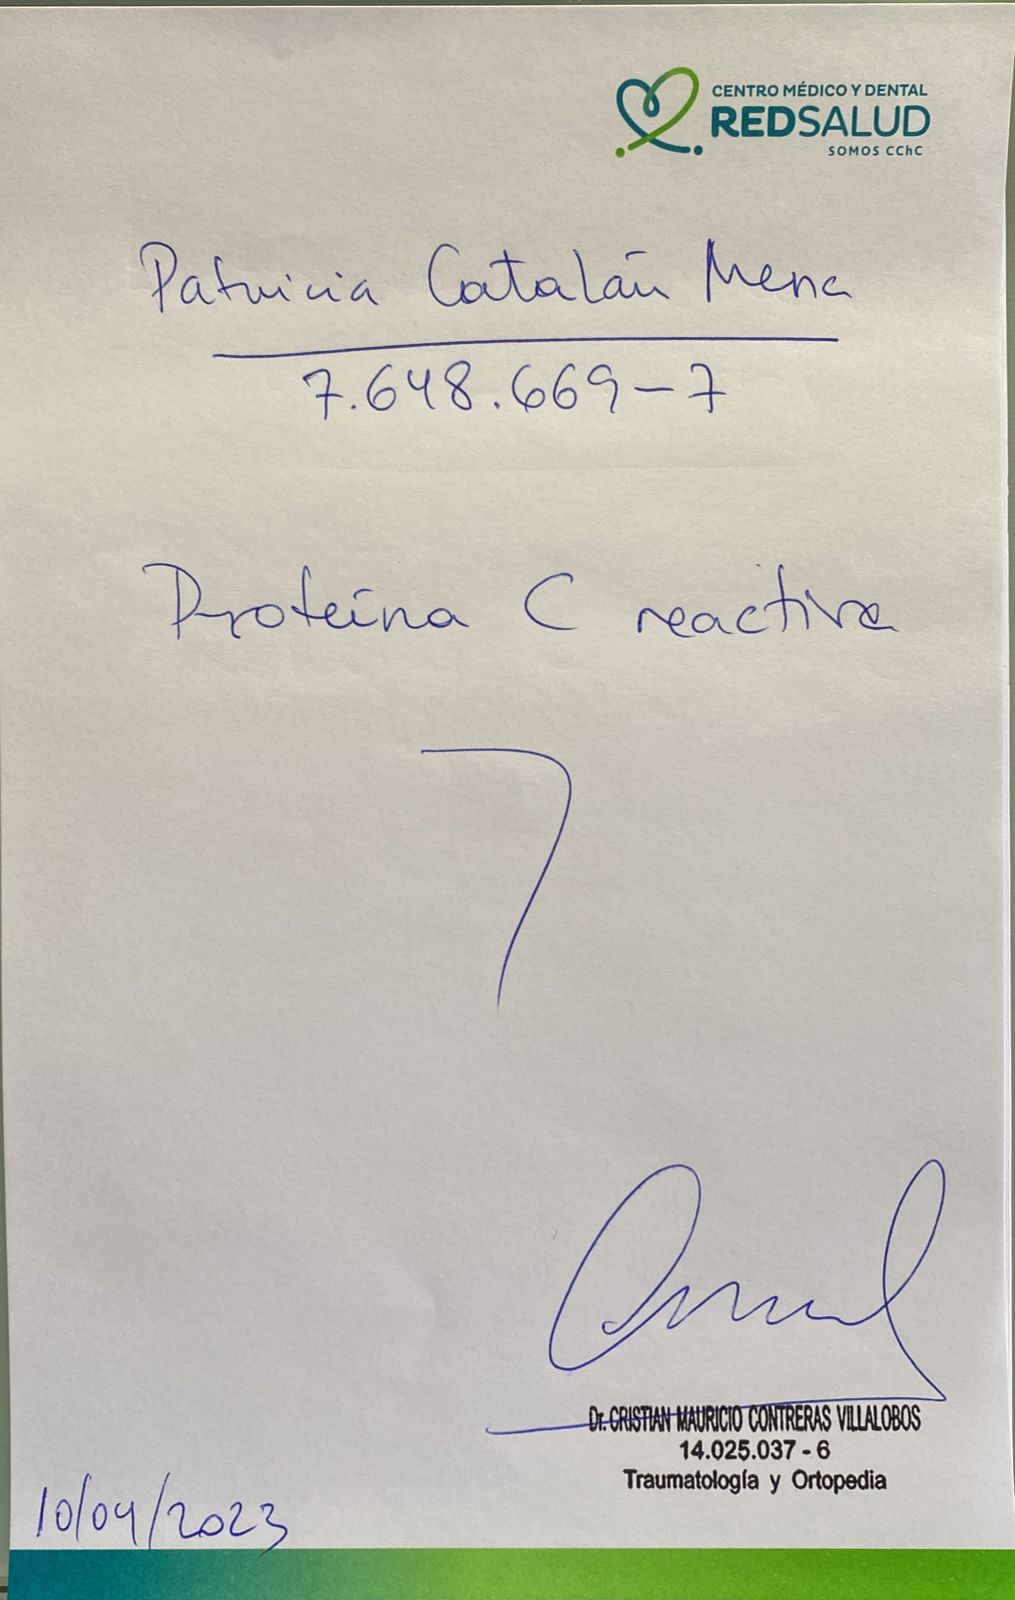 CENTRO MÉDICO Y DENTAL
REDSALUD
SOMOS CChC
Patricia Catalán Mena
7.648.669-7
Proteína C reactiva
Dr. CRISTIAN MAURICIO CONTRERAS VILLALOBOS
14.025.037 - 6
Traumatología y Ortopedia
10/04/2023